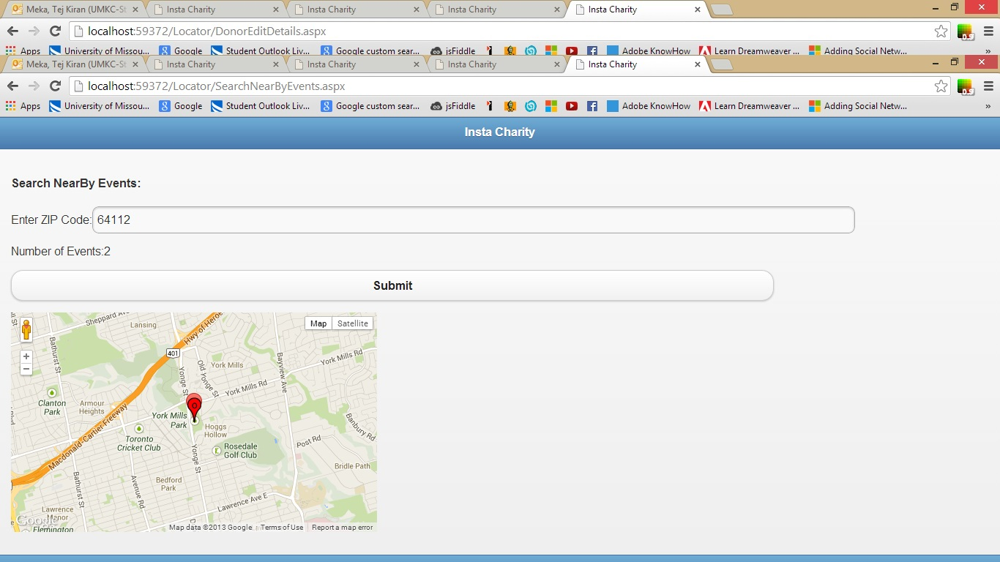 Meka, Tej Kiran (UMKC-St Insta Charity Insta Charity Insta Charity Insta Charity
localhost:59372/Locator/DonorEditDetails.aspx
0.9
Apps University of Missou... Google Student Outlook Liv... Google custom sear... jsFiddle Adobe KnowHow Learn Dreamweaver ... Adding Social Netw... »
Meka, Tej Kiran (UMKC-St Insta Charity Insta Charity Insta Charity Insta Charity
localhost:59372/Locator/SearchNearByEvents.aspx
0.9
Apps University of Missou... Google Student Outlook Liv... Google custom sear... jsFiddle Adobe KnowHow Learn Dreamweaver ... Adding Social Netw... »
Insta Charity
Search NearBy Events:
Enter ZIP Code: 64112
Number of Events:2
Submit
Sheppard Ave
Lansing
Hwy of Heroe
Map Satellite
Bathurst St
401
York Mills
Old Yonge St
Bayview Ave
York Mills Rd
Yonge St
York Mills Rd
Clanton
Park
Armour
Heights
York Mills
Park
Hoggs
Hollow
Banbury Rd
Toronto
Cricket Club
Macdonald-Cartier Freeway
Rosedale
Golf Club
Post Rd
Yonge St
Bridle Path
Bathurst St
Avenue Rd
Bedford
Park
Lawrence Ave E
Lawrence
Manor
Google
Flemington
Map data ©2013 Google Terms of Use Report a map error